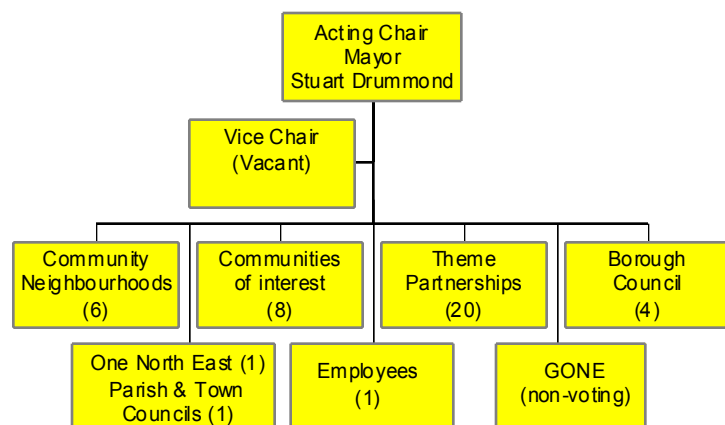 Acting Chair
Mayor
Stuart Drummond
Vice Chair
(Vacant)
Community
Neighbourhoods
(6)
Communities
of interest
(8)
Theme
Partnerships
(20)
Borough
Council
(4)
One North East (1)
Parish & Town
Councils (1)
Employees
(1)
GONE
(non-voting)